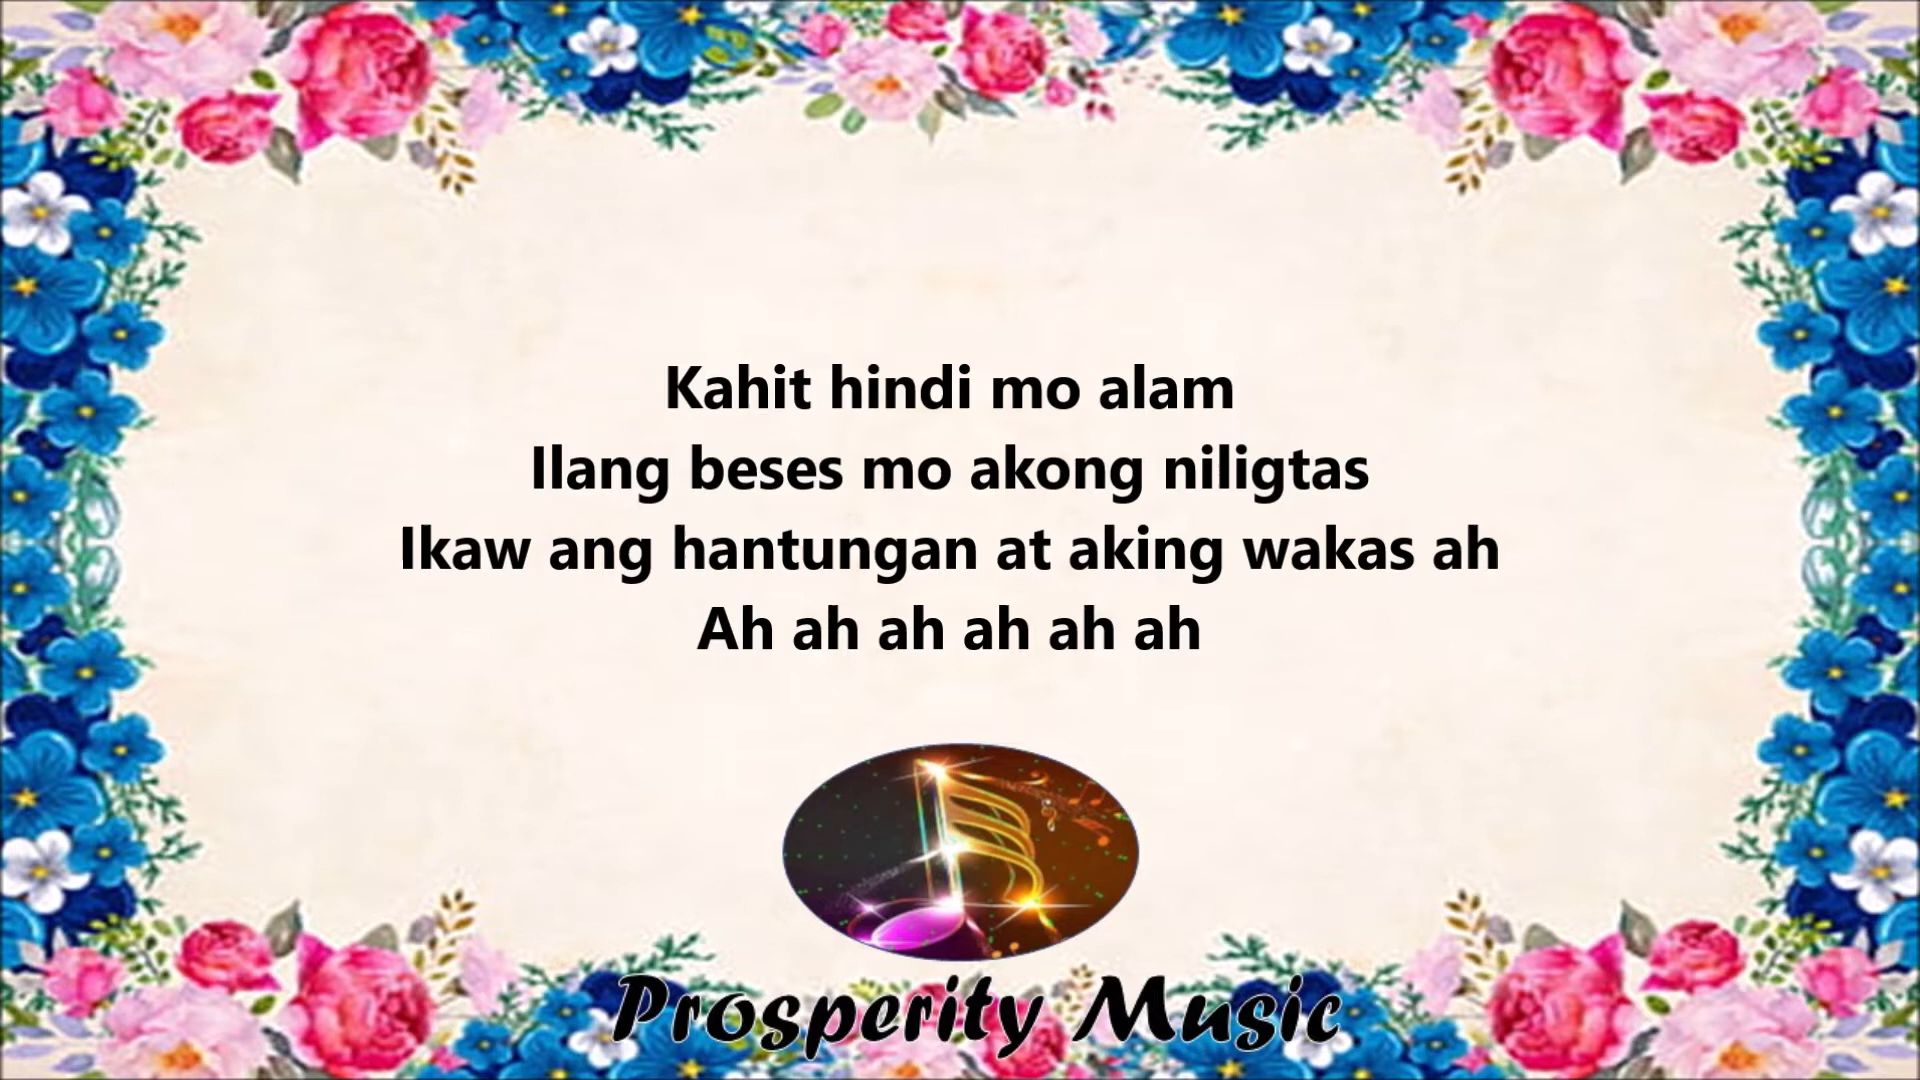 Kahit hindi mo alam
Ilang beses mo akong niligtas
Ikaw ang hantungan at aking wakas ah
Ah ah ah ah ah ah
Prosperity Music